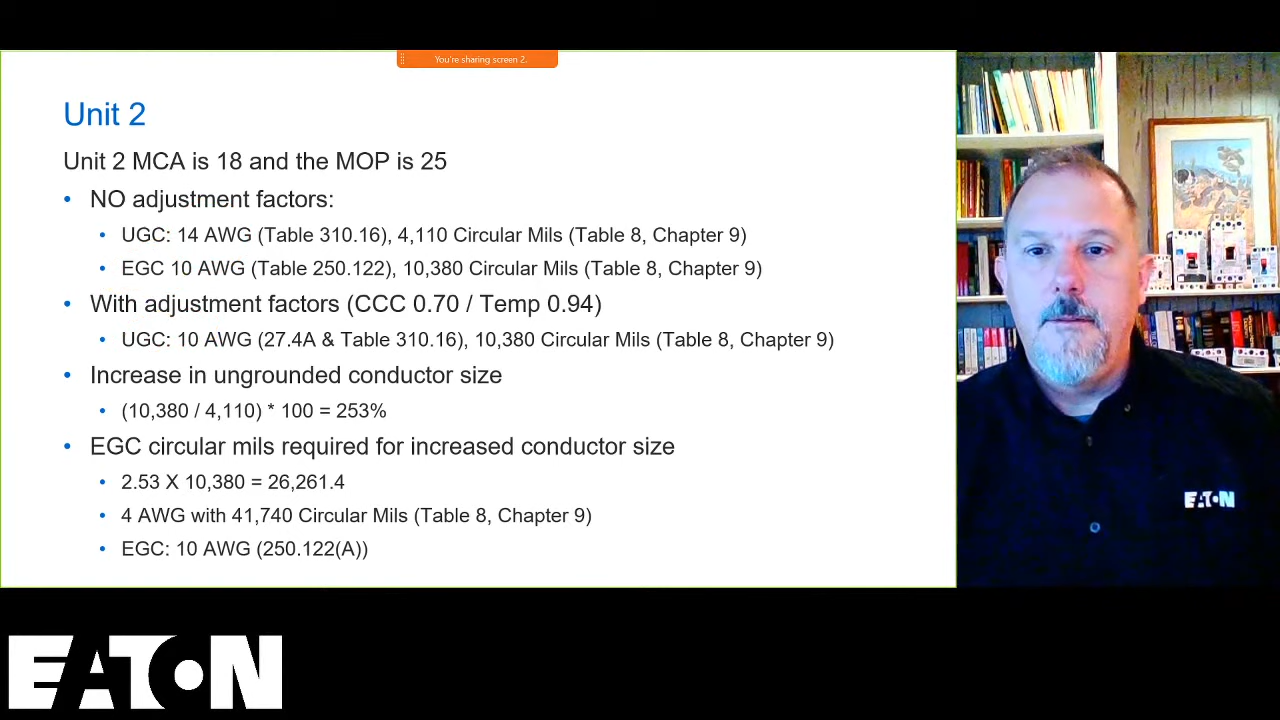 You're sharing screen 2.
Unit 2
Unit 2 MCA is 18 and the MOP is 25
• NO adjustment factors:
• UGC: 14 AWG (Table 310.16), 4,110 Circular Mils (Table 8, Chapter 9)
• EGC 10 AWG (Table 250.122), 10,380 Circular Mils (Table 8, Chapter 9)
• With adjustment factors (CCC 0.70 / Temp 0.94)
• UGC: 10 AWG (27.4A & Table 310.16), 10,380 Circular Mils (Table 8, Chapter 9)
• Increase in ungrounded conductor size
• (10,380 / 4,110) * 100 = 253%
• EGC circular mils required for increased conductor size
• 2.53 X 10,380 = 26,261.4
• 4 AWG with 41,740 Circular Mils (Table 8, Chapter 9)
• EGC: 10 AWG (250.122(A))
EATON
EATON